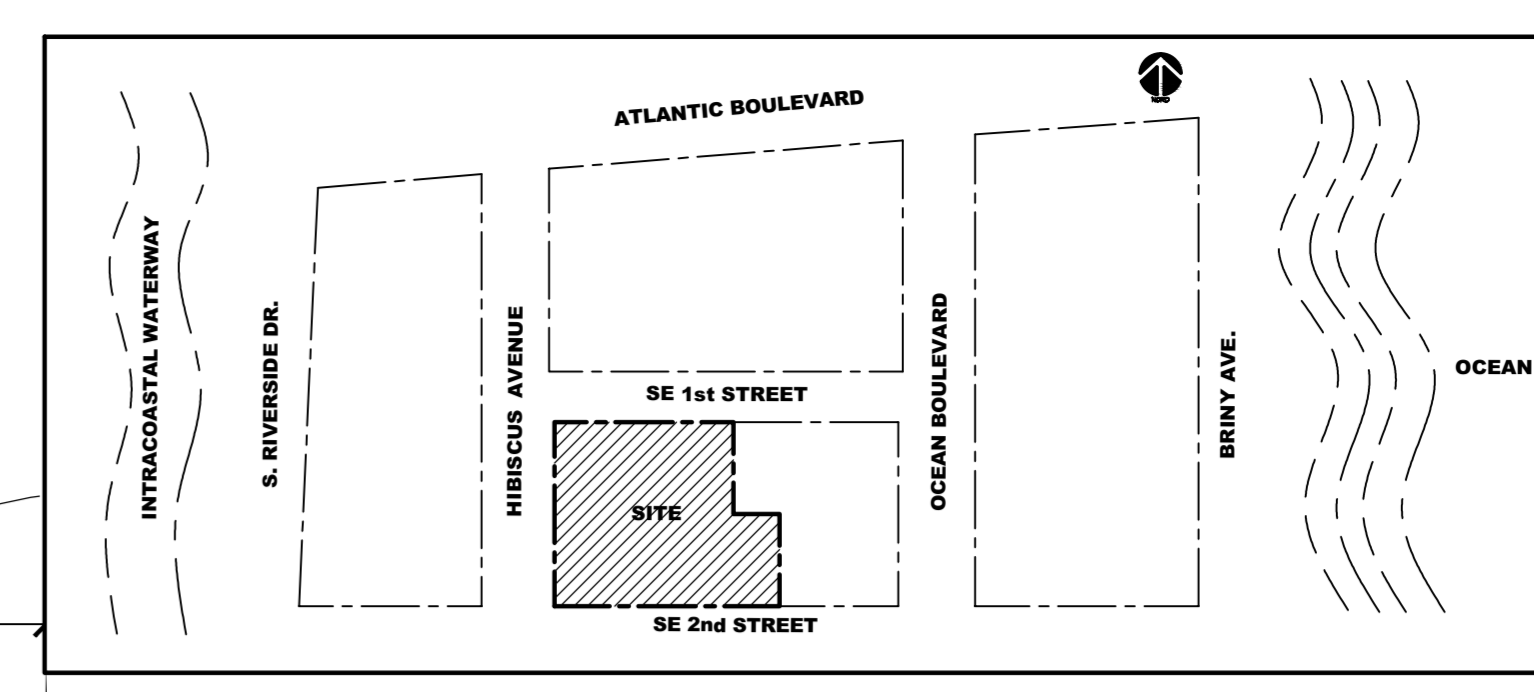 ATLANTIC BOULEVARD
NORD
INTRACOASTAL WATERWAY
S. RIVERSIDE DR.
HIBISCUS AVENUE
SE 1st STREET
OCEAN BOULEVARD
BRINY AVE.
OCEAN
SITE
SE 2nd STREET